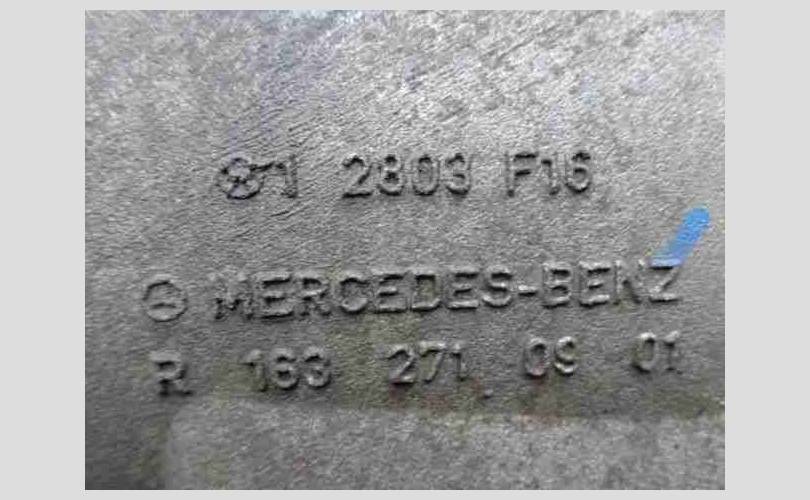 1 2803 F16
MERCEDES-BENZ
R 163 271 09 01